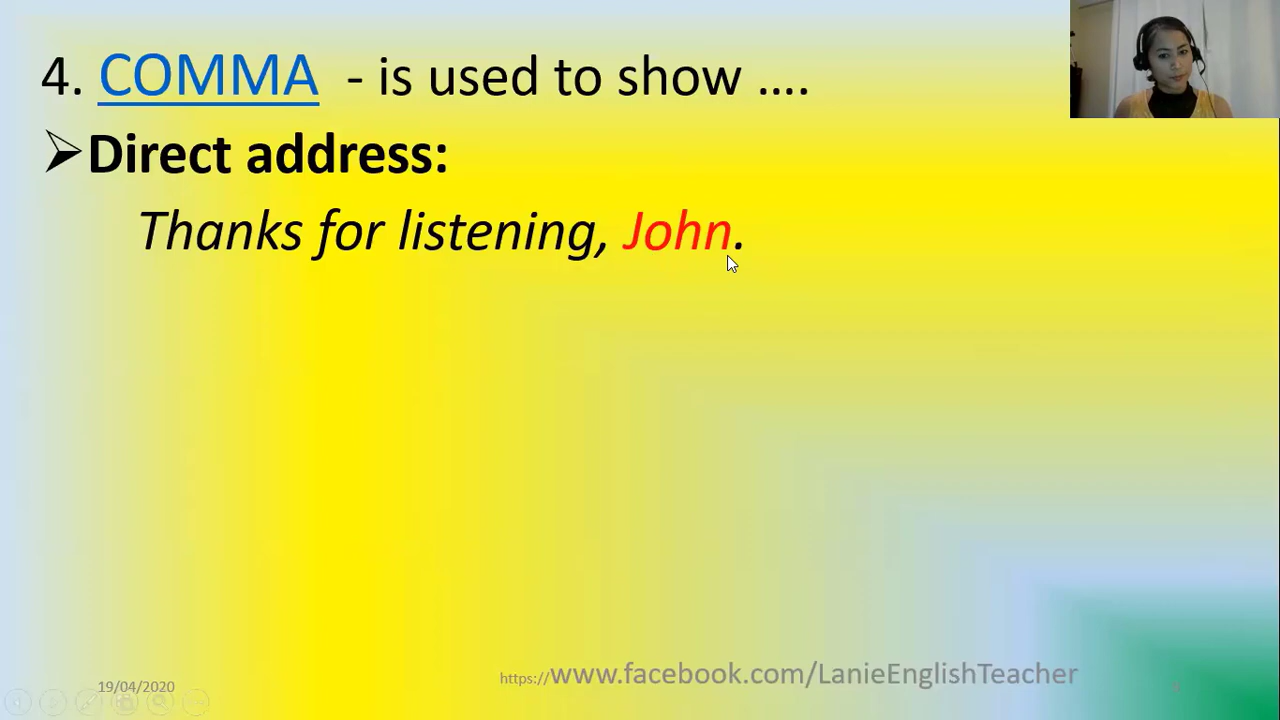 4. COMMA - is used to show ….
➢Direct address:
Thanks for listening, John.
https://www.facebook.com/LanieEnglishTeacher
19/04/2020